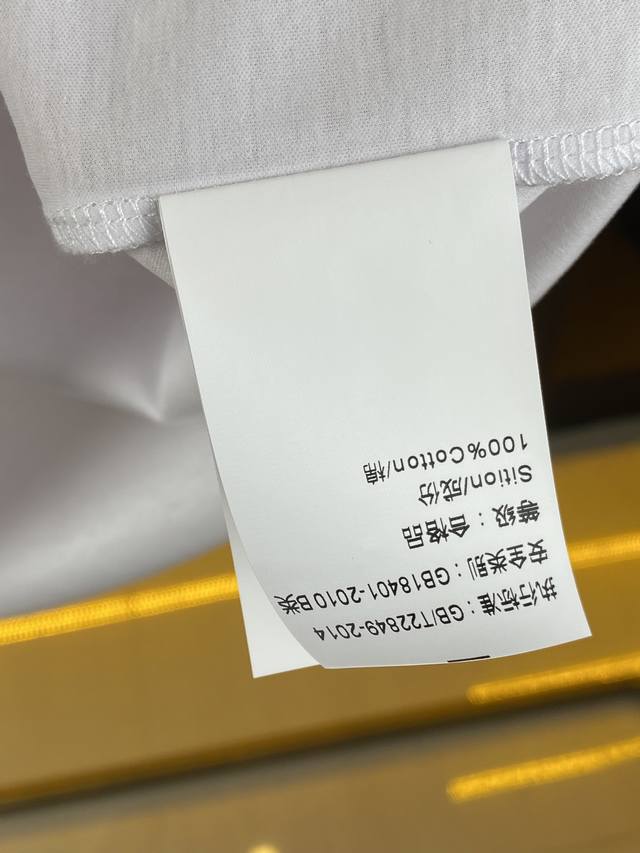 执行标准：GB/T22849-2014
安全类别：GB18401-2010 B类
等级：合格品
Sition/成份
100%Cotton/棉